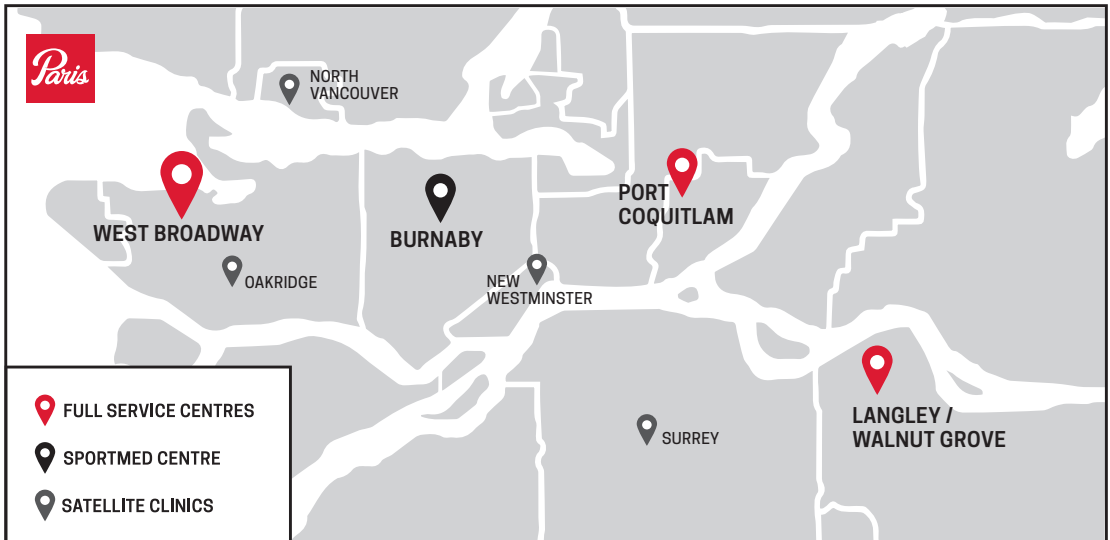 Paris
NORTH
VANCOUVER
WEST BROADWAY
BURNABY
PORT
COQUITLAM
OAKRIDGE
NEW
WESTMINSTER
LANGLEY /
WALNUT GROVE
SURREY
FULL SERVICE CENTRES
SPORTMED CENTRE
SATELLITE CLINICS